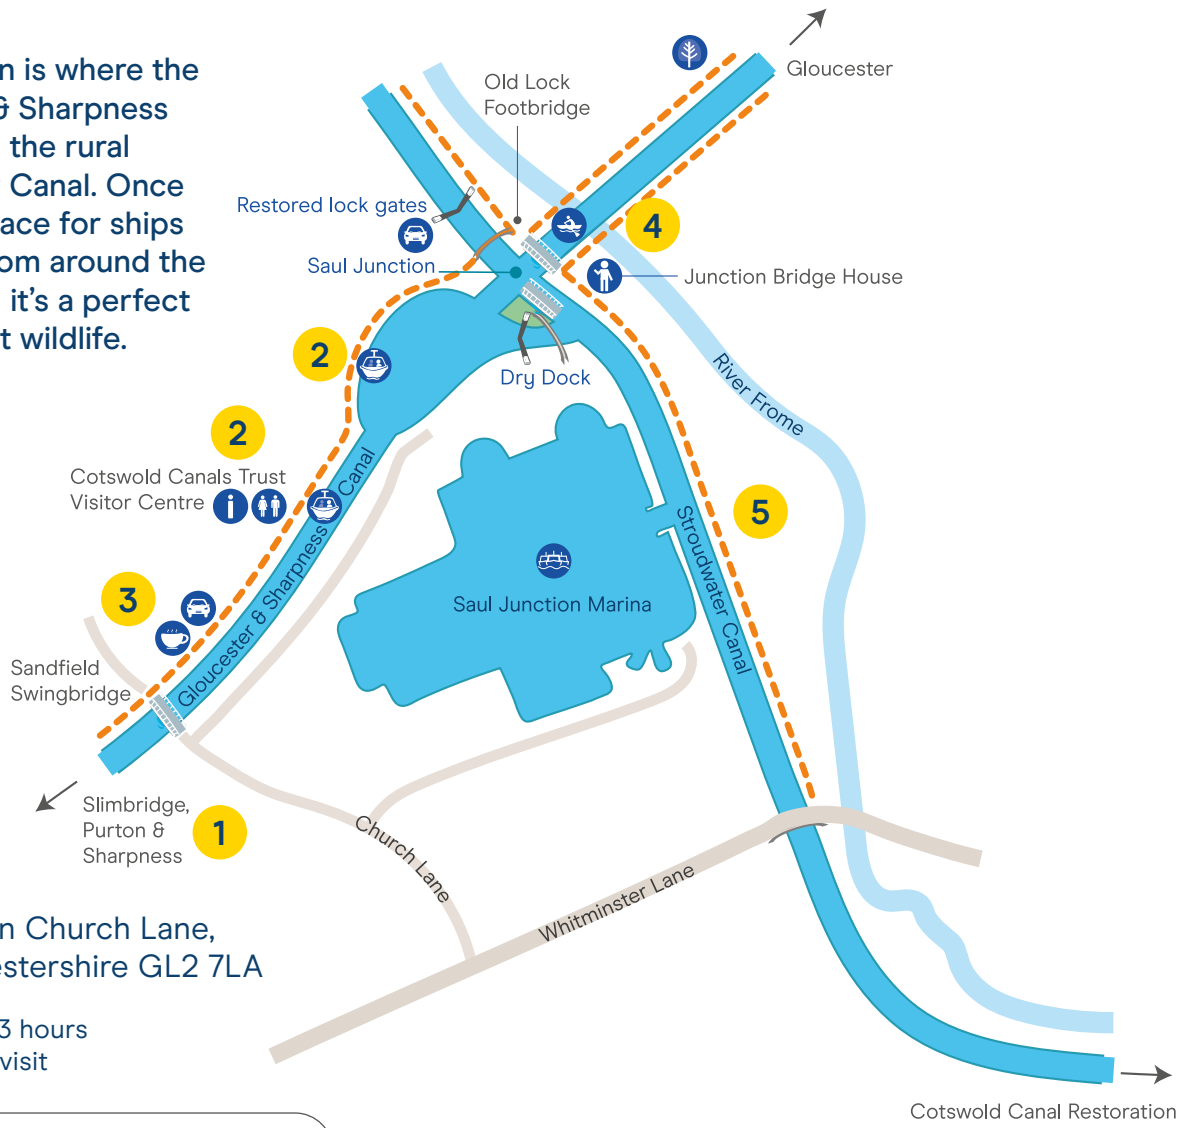 n is where the
& Sharpness
the rural
Canal. Once
ace for ships
om around the
it's a perfect
t wildlife.
Gloucester
Old Lock
Footbridge
Restored lock gates
4
Saul Junction
Junction Bridge House
2
Dry Dock
River Frome
2
Cotswold Canals Trust
Visitor Centre
i
5
Gloucester & Sharpness Canal
Stroudwater Canal
3
Saul Junction Marina
Sandfield
Swingbridge
Slimbridge,
Purton &
Sharpness
1
Church Lane
Whitminster Lane
n Church Lane,
estershire GL2 7LA
3 hours
visit
Cotswold Canal Restoration